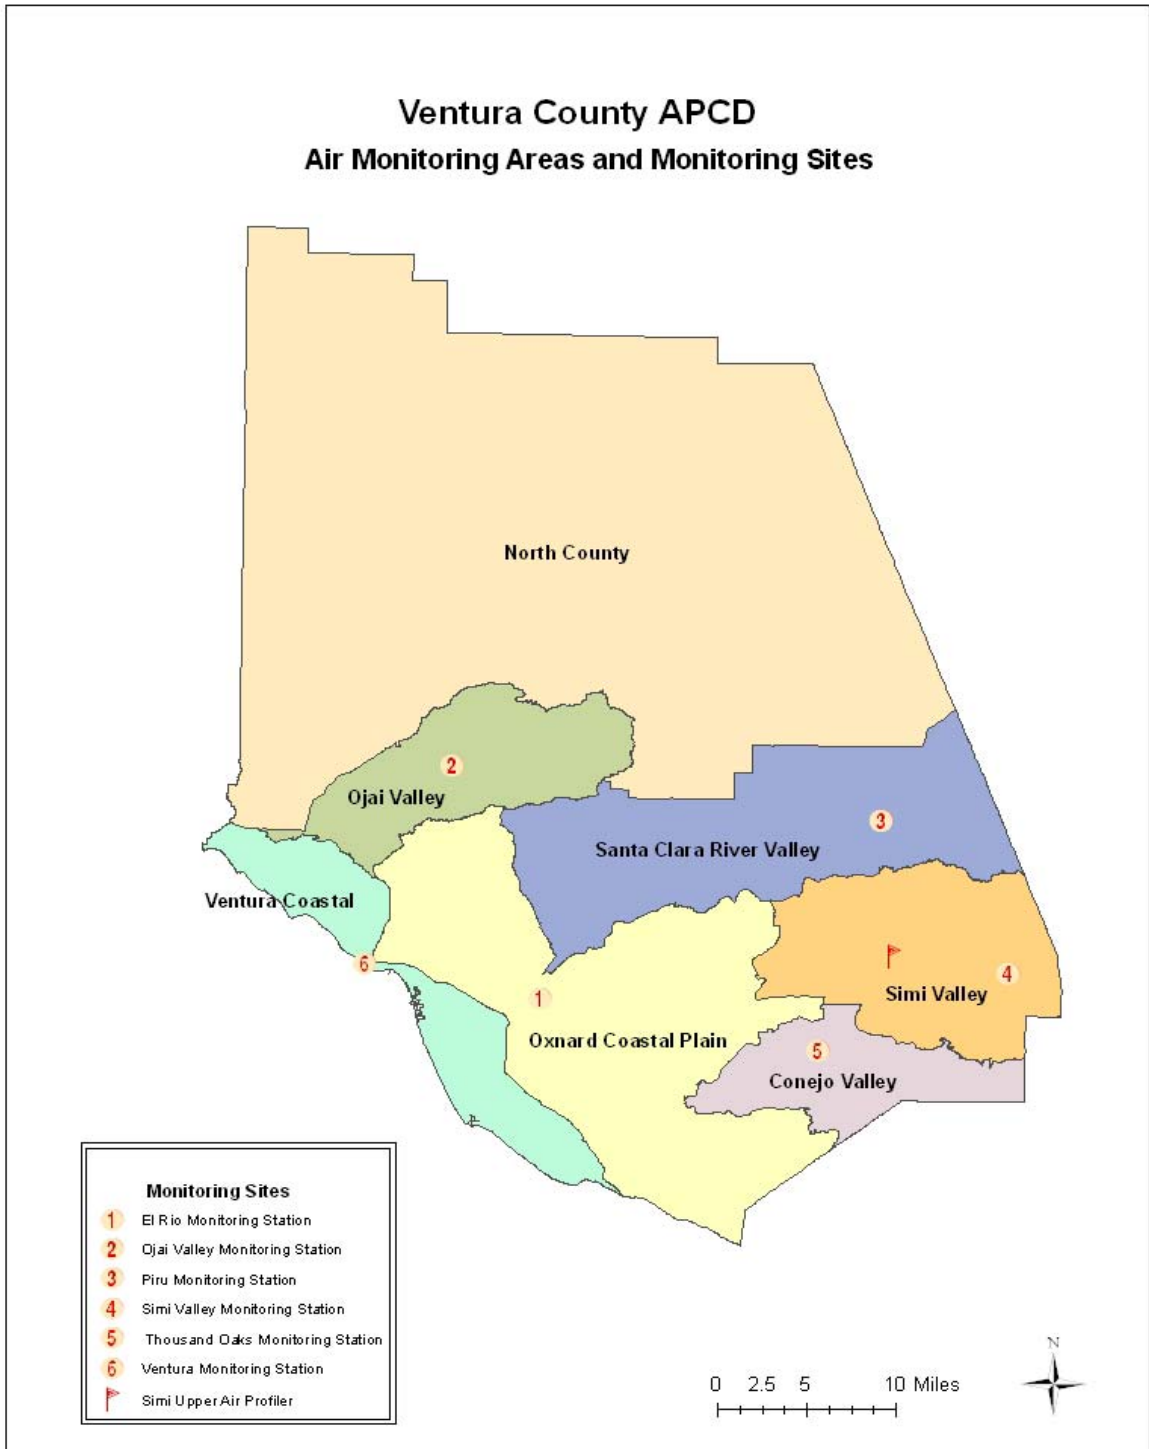 Ventura County APCD
Air Monitoring Areas and Monitoring Sites
North County
2
Ojai Valley
3
Santa Clara River Valley
Ventura Coastal
6
4
1
Simi Valley
Oxnard Coastal Plain
5
Conejo Valley
Monitoring Sites
1 El Rio Monitoring Station
2 Ojai Valley Monitoring Station
3 Piru Monitoring Station
4 Simi Valley Monitoring Station
5 Thousand Oaks Monitoring Station
6 Ventura Monitoring Station
Simi Upper Air Profiler
0 2.5 5 10 Miles
N